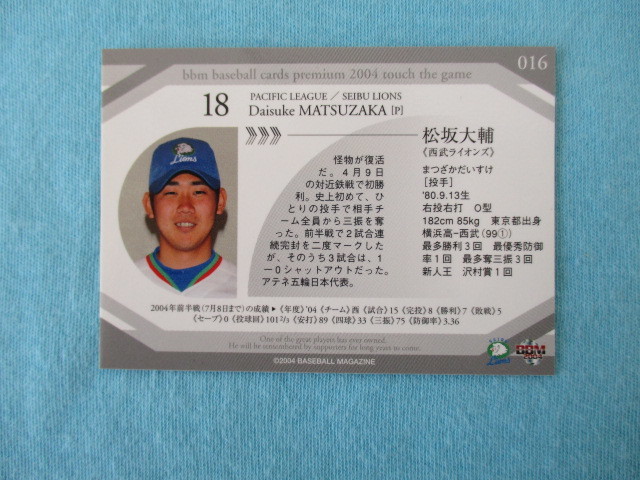 016
bbm baseball cards premium 2004 touch the game
18
PACIFIC LEAGUE / SEIBU LIONS
Daisuke MATSUZAKA [P]
松坂大輔
《西武ライオンズ》
まつざかだいすけ
[投手]
'80.9.13生
右投右打 O型
182cm 85kg 東京都出身
横浜高−西武(99①)
最多勝利3回 最優秀防御
率1回 最多奪三振3回
新人王 沢村賞1回
怪物が復活
だ。4月9日
の対近鉄戦で初勝
利。史上初めて、ひ
とりの投手で相手チ
ーム全員から三振を奪
った。前半戦で2試合連
続完封を二度マークした
が、そのうち3試合は、1
−0シャットアウトだった。
アテネ五輪日本代表。
2004年前半戦(7月8日まで)の成績▶〈年度〉'04〈チーム〉西〈試合〉15〈完投〉8〈勝利〉7〈敗戦〉5
〈セーブ〉0〈投球回〉101 2/3〈安打〉89〈四球〉33〈三振〉75〈防御率〉3.36
One of the great players has ever owned.
He will be remembered by supporters for long years to come.
©2004 BASEBALL MAGAZINE
Lions
SEIBU
Lions
BBM
2004